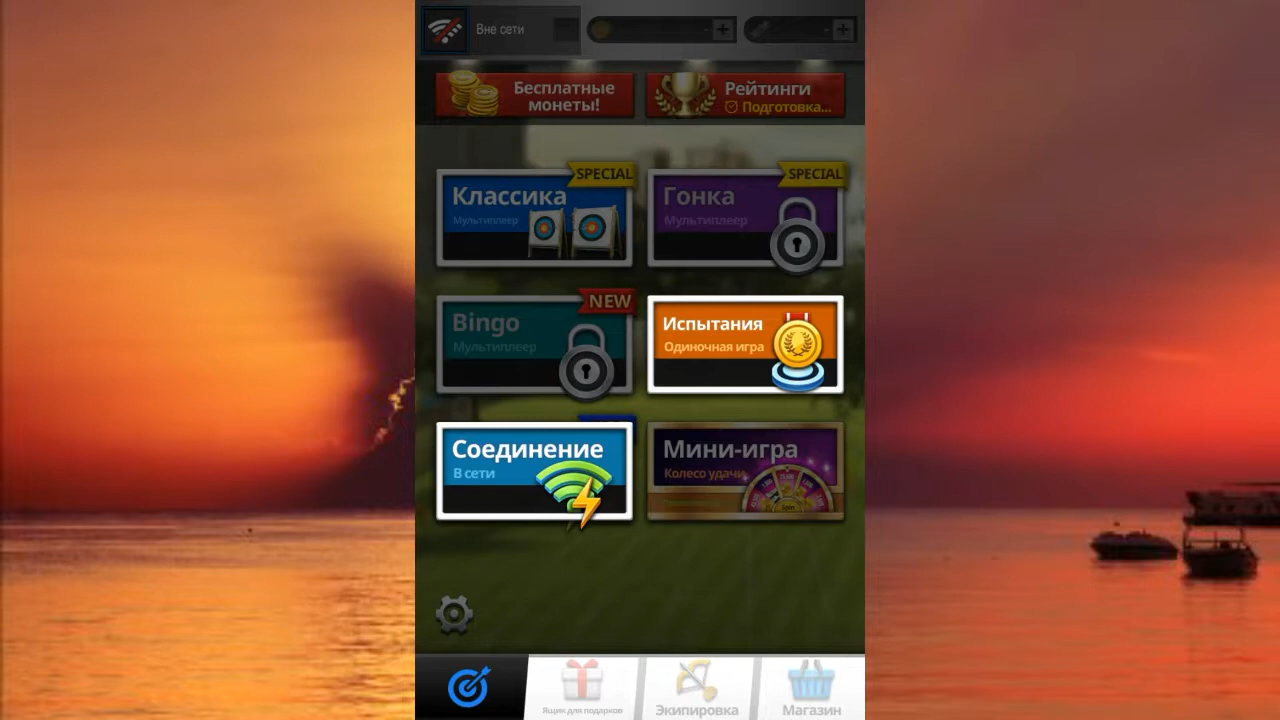 Вне сети
Бесплатные
монеты!
Рейтинги
Подготовка...
SPECIAL
Классика
Мультиплеер
SPECIAL
Гонка
Мультиплеер
NEW
Bingo
Мультиплеер
Испытания
Одиночная игра
Соединение
В сети
Мини-игра
Колесо удачи
Ящик для подарков
Экипировка
Магазин